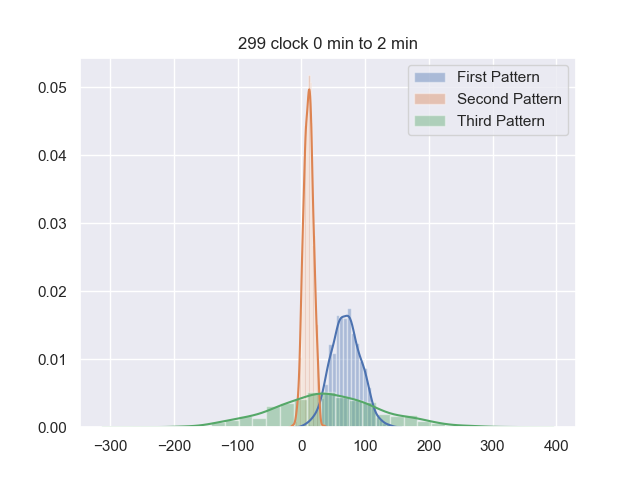 299 clock 0 min to 2 min
First Pattern
Second Pattern
Third Pattern
0.05
0.04
0.03
0.02
0.01
0.00
−300 −200 −100 0 100 200 300 400